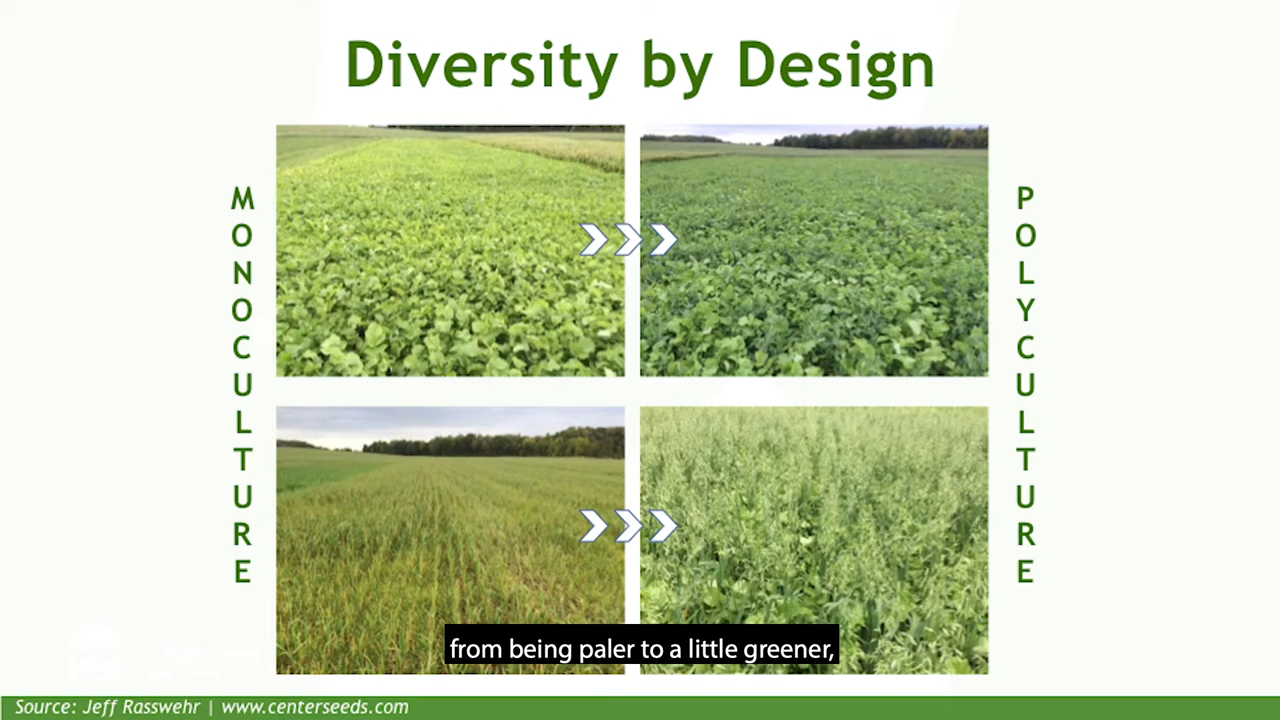 Diversity by Design
MONOCULTURE
POLYCULTURE
from being paler to a little greener,
Source: Jeff Rasswehr | www.centerseeds.com